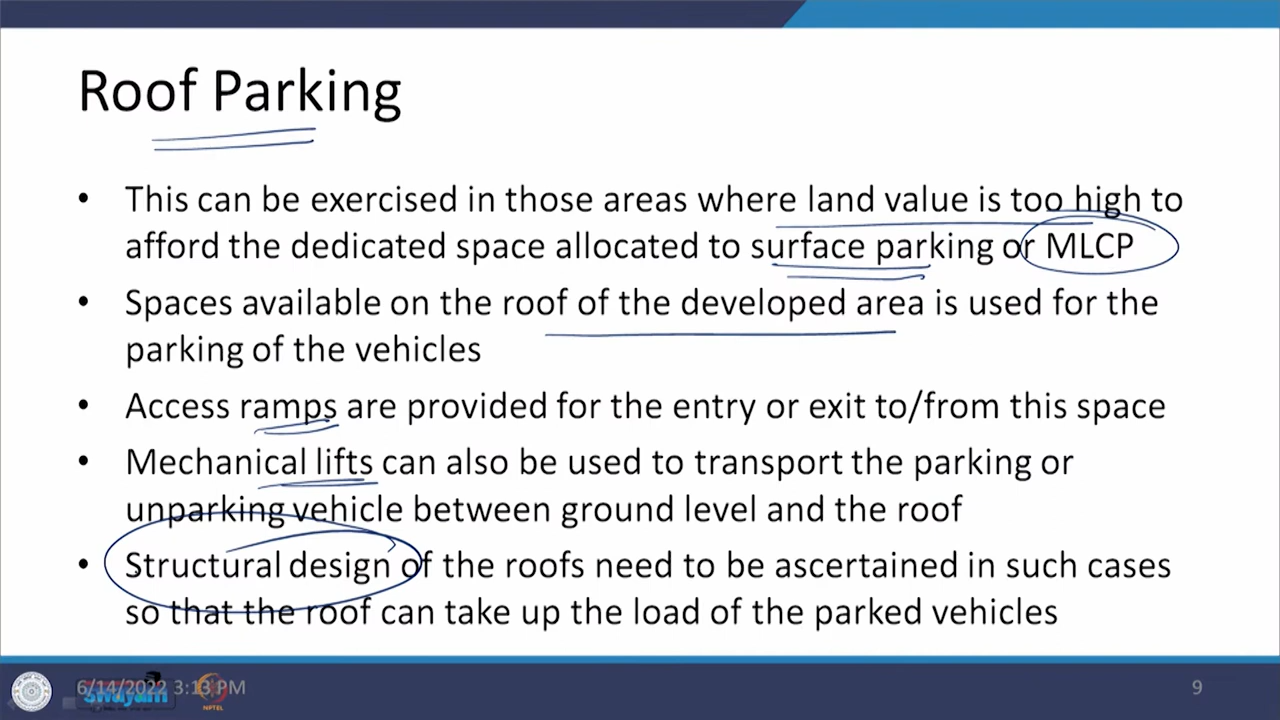 Roof Parking
• This can be exercised in those areas where land value is too high to
afford the dedicated space allocated to surface parking or MLCP
• Spaces available on the roof of the developed area is used for the
parking of the vehicles
• Access ramps are provided for the entry or exit to/from this space
• Mechanical lifts can also be used to transport the parking or
unparking vehicle between ground level and the roof
• Structural design of the roofs need to be ascertained in such cases
so that the roof can take up the load of the parked vehicles
6/14/2022 3:13 PM
swayam
NPTEL
9